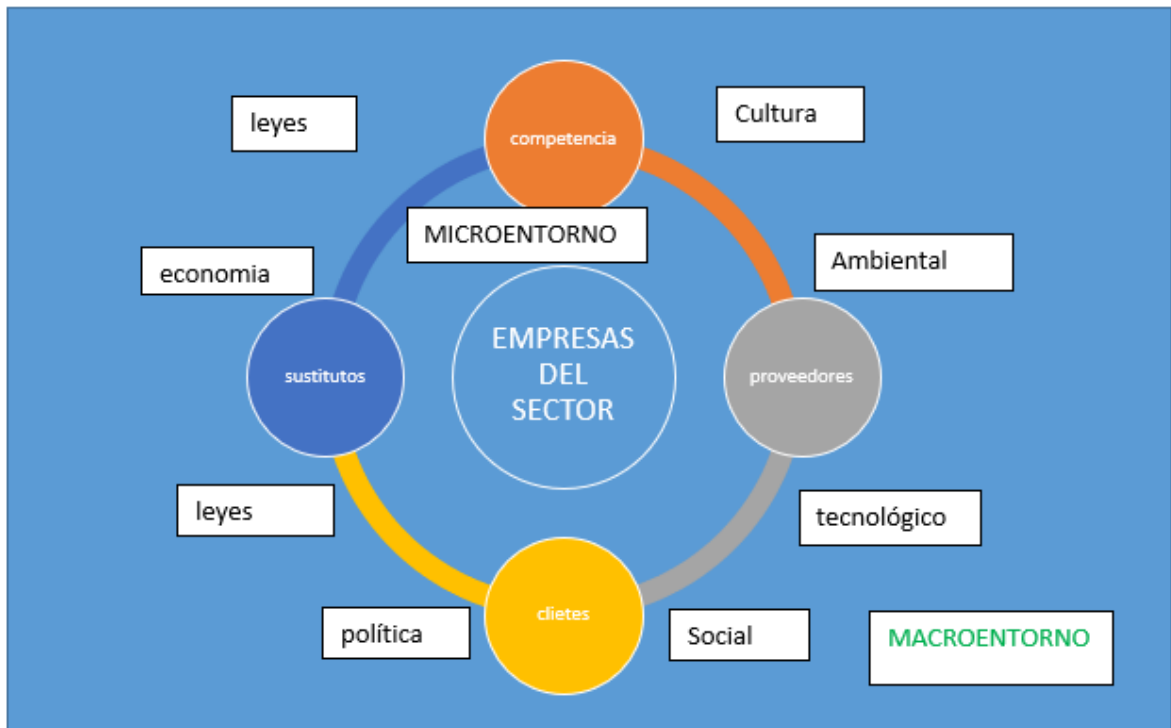 leyes
Cultura
competencia
MICROENTORNO
economia
Ambiental
EMPRESAS
DEL
SECTOR
sustitutos
proveedores
leyes
tecnológico
política
clietes
Social
MACROENTORNO